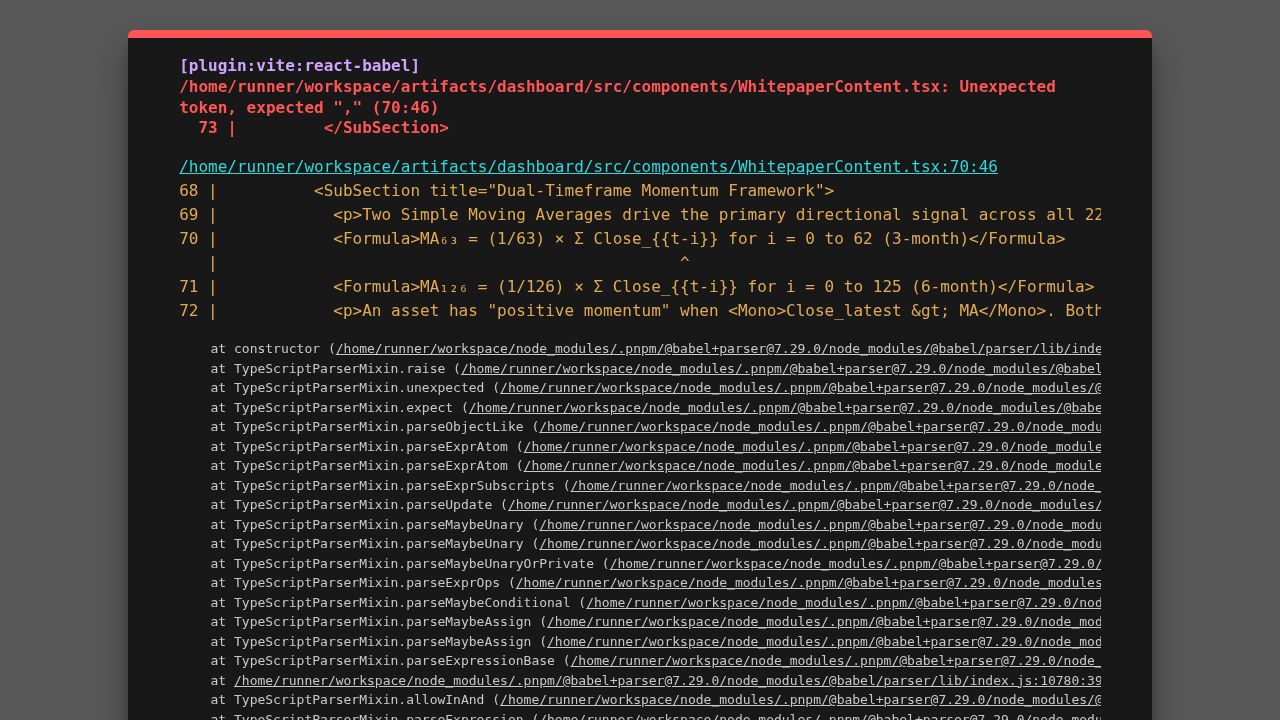 [plugin:vite:react-babel]
/home/runner/workspace/artifacts/dashboard/src/components/WhitepaperContent.tsx: Unexpected
token, expected "," (70:46)
  73 |         </SubSection>
/home/runner/workspace/artifacts/dashboard/src/components/WhitepaperContent.tsx:70:46
68 |          <SubSection title="Dual-Timeframe Momentum Framework">
69 |            <p>Two Simple Moving Averages drive the primary directional signal across all 22
70 |            <Formula>MA₆₃ = (1/63) × Σ Close_{{t-i}} for i = 0 to 62 (3-month)</Formula>
   |                                                ^
71 |            <Formula>MA₁₂₆ = (1/126) × Σ Close_{{t-i}} for i = 0 to 125 (6-month)</Formula>
72 |            <p>An asset has "positive momentum" when <Mono>Close_latest &gt; MA</Mono>. Both
    at constructor (/home/runner/workspace/node_modules/.pnpm/@babel+parser@7.29.0/node_modules/@babel/parser/lib/inde
    at TypeScriptParserMixin.raise (/home/runner/workspace/node_modules/.pnpm/@babel+parser@7.29.0/node_modules/@babel
    at TypeScriptParserMixin.unexpected (/home/runner/workspace/node_modules/.pnpm/@babel+parser@7.29.0/node_modules/@
    at TypeScriptParserMixin.expect (/home/runner/workspace/node_modules/.pnpm/@babel+parser@7.29.0/node_modules/@babe
    at TypeScriptParserMixin.parseObjectLike (/home/runner/workspace/node_modules/.pnpm/@babel+parser@7.29.0/node_modu
    at TypeScriptParserMixin.parseExprAtom (/home/runner/workspace/node_modules/.pnpm/@babel+parser@7.29.0/node_module
    at TypeScriptParserMixin.parseExprAtom (/home/runner/workspace/node_modules/.pnpm/@babel+parser@7.29.0/node_module
    at TypeScriptParserMixin.parseExprSubscripts (/home/runner/workspace/node_modules/.pnpm/@babel+parser@7.29.0/node_
    at TypeScriptParserMixin.parseUpdate (/home/runner/workspace/node_modules/.pnpm/@babel+parser@7.29.0/node_modules/
    at TypeScriptParserMixin.parseMaybeUnary (/home/runner/workspace/node_modules/.pnpm/@babel+parser@7.29.0/node_modu
    at TypeScriptParserMixin.parseMaybeUnary (/home/runner/workspace/node_modules/.pnpm/@babel+parser@7.29.0/node_modu
    at TypeScriptParserMixin.parseMaybeUnaryOrPrivate (/home/runner/workspace/node_modules/.pnpm/@babel+parser@7.29.0/
    at TypeScriptParserMixin.parseExprOps (/home/runner/workspace/node_modules/.pnpm/@babel+parser@7.29.0/node_modules
    at TypeScriptParserMixin.parseMaybeConditional (/home/runner/workspace/node_modules/.pnpm/@babel+parser@7.29.0/nod
    at TypeScriptParserMixin.parseMaybeAssign (/home/runner/workspace/node_modules/.pnpm/@babel+parser@7.29.0/node_mod
    at TypeScriptParserMixin.parseMaybeAssign (/home/runner/workspace/node_modules/.pnpm/@babel+parser@7.29.0/node_mod
    at TypeScriptParserMixin.parseExpressionBase (/home/runner/workspace/node_modules/.pnpm/@babel+parser@7.29.0/node_
    at /home/runner/workspace/node_modules/.pnpm/@babel+parser@7.29.0/node_modules/@babel/parser/lib/index.js:10780:39
    at TypeScriptParserMixin.allowInAnd (/home/runner/workspace/node_modules/.pnpm/@babel+parser@7.29.0/node_modules/@
    at TypeScriptParserMixin.parseExpression (/home/runner/workspace/node_modules/.pnpm/@babel+parser@7.29.0/node_modu